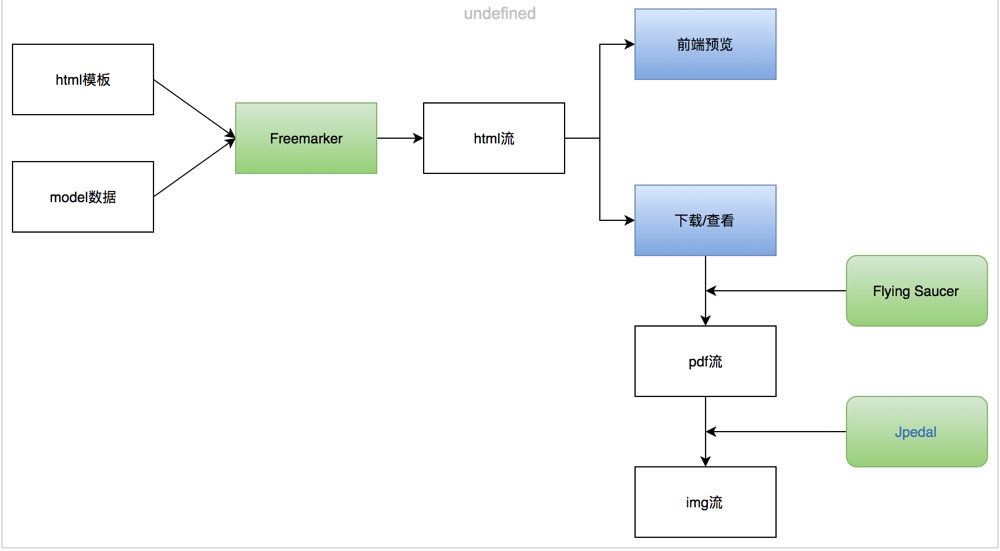 undefined
html模板
model数据
Freemarker
html流
前端预览
下载/查看
Flying Saucer
pdf流
Jpedal
img流